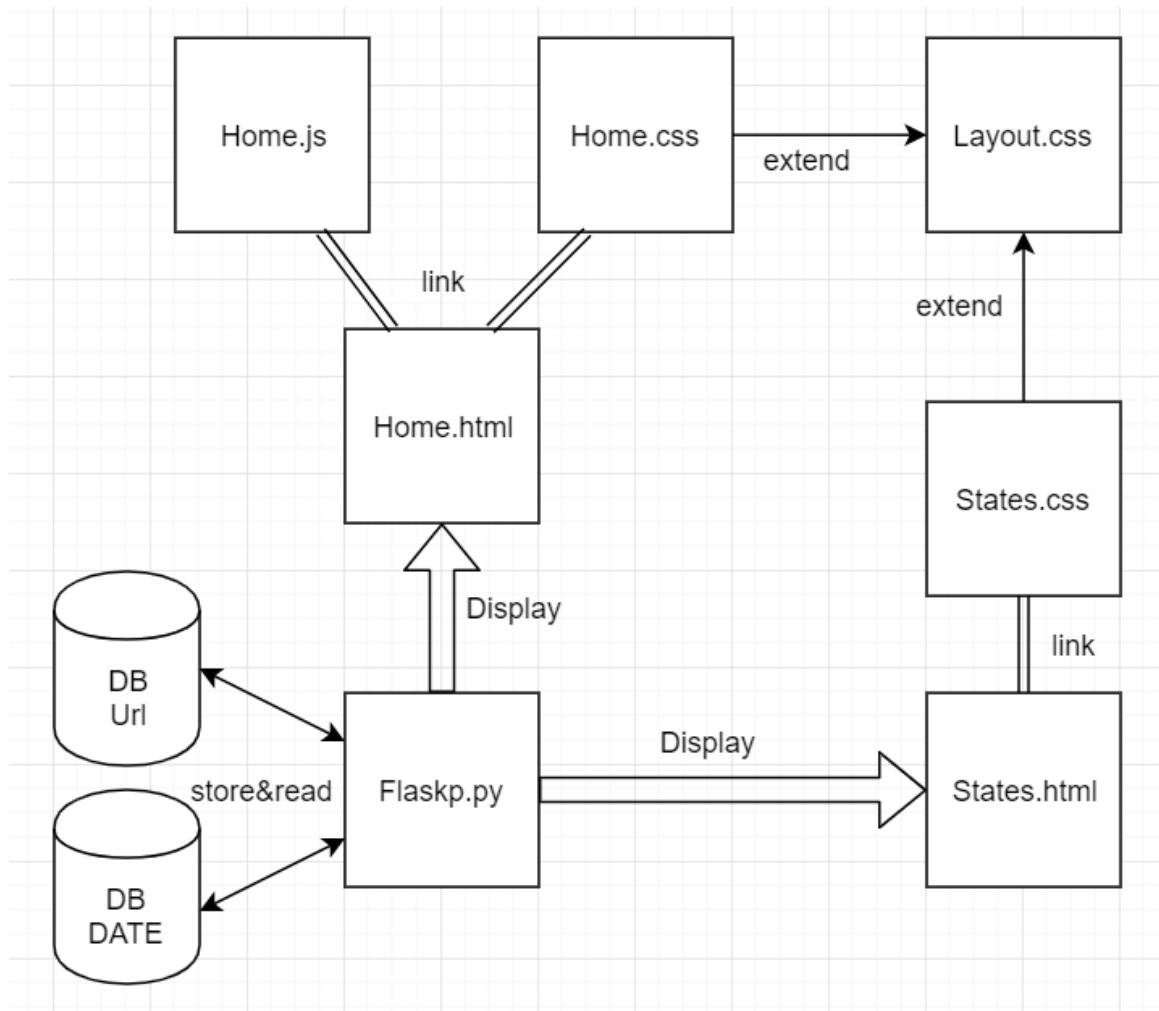 Home.js
Home.css
extend
Layout.css
link
extend
Home.html
States.css
Display
link
DB
Url
Display
store&read
Flaskp.py
States.html
DB
DATE